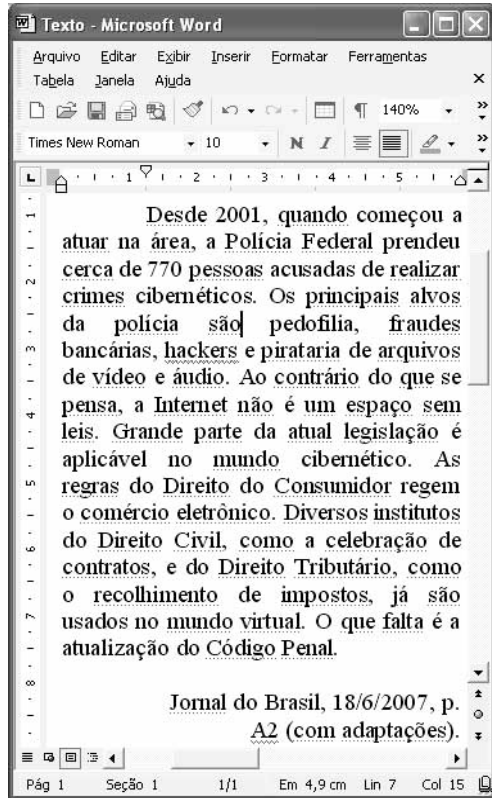 Texto - Microsoft Word
Arquivo Editar Exibir Inserir Formatar Ferramentas
Tabela Janela Ajuda
140%
Times New Roman 10 N I
1 2 3 4 5
Desde 2001, quando começou a
atuar na área, a Polícia Federal prendeu
cerca de 770 pessoas acusadas de realizar
crimes cibernéticos. Os principais alvos
da polícia são pedofilia, fraudes
bancárias, hackers e pirataria de arquivos
de vídeo e áudio. Ao contrário do que se
pensa, a Internet não é um espaço sem
leis. Grande parte da atual legislação é
aplicável no mundo cibernético. As
regras do Direito do Consumidor regem
o comércio eletrônico. Diversos institutos
do Direito Civil, como a celebração de
contratos, e do Direito Tributário, como
o recolhimento de impostos, já são
usados no mundo virtual. O que falta é a
atualização do Código Penal.
Jornal do Brasil, 18/6/2007, p.
A2 (com adaptações).
Pág 1 Seção 1 1/1 Em 4,9 cm Lin 7 Col 15